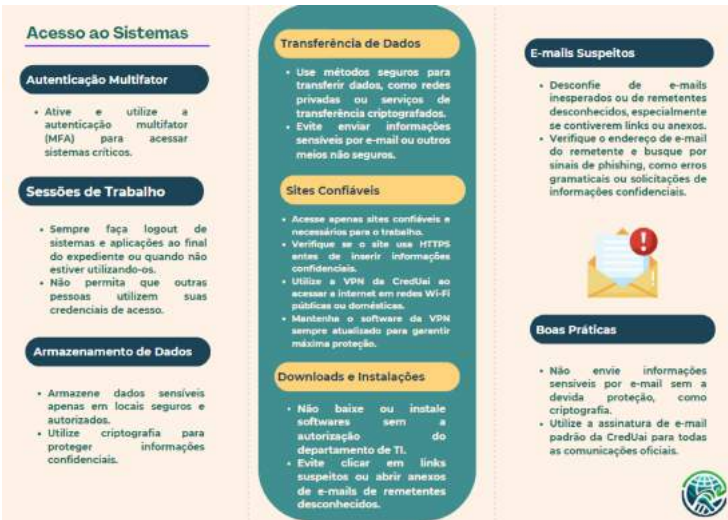 Acesso ao Sistemas
Autenticação Multifator
• Ative e utilize a
autenticação multifator
(MFA) para acessar
sistemas críticos.
Sessões de Trabalho
• Sempre faça logout de
sistemas e aplicações ao final
do expediente ou quando não
estiver utilizando-os.
• Não permita que outras
pessoas utilizem suas
credenciais de acesso.
Armazenamento de Dados
• Armazene dados sensíveis
apenas em locais seguros e
autorizados.
• Utilize criptografia para
proteger informações
confidenciais.
Transferência de Dados
• Use métodos seguros para
transferir dados, como redes
privadas ou serviços de
transferência criptografados.
• Evite enviar informações
sensíveis por e-mail ou outros
meios não seguros.
Sites Confiáveis
• Acesse apenas sites confiáveis e
necessários para o trabalho.
• Verifique se o site usa HTTPS
antes de inserir informações
confidenciais.
• Utilize a VPN da CredUai ao
acessar a internet em redes Wi-Fi
públicas ou domésticas.
• Mantenha o software da VPN
sempre atualizado para garantir
máxima proteção.
Downloads e Instalações
• Não baixe ou instale
softwares sem a
autorização do
departamento de TI.
• Evite clicar em links
suspeitos ou abrir anexos
de e-mails de remetentes
desconhecidos.
E-mails Suspeitos
• Desconfie de e-mails
inesperados ou de remetentes
desconhecidos, especialmente
se contiverem links ou anexos.
• Verifique o endereço de e-mail
do remetente e busque por
sinais de phishing, como erros
gramaticais ou solicitações de
informações confidenciais.
Boas Práticas
• Não envie informações
sensíveis por e-mail sem a
devida proteção, como
criptografia.
• Utilize a assinatura de e-mail
padrão da CredUai para todas
as comunicações oficiais.